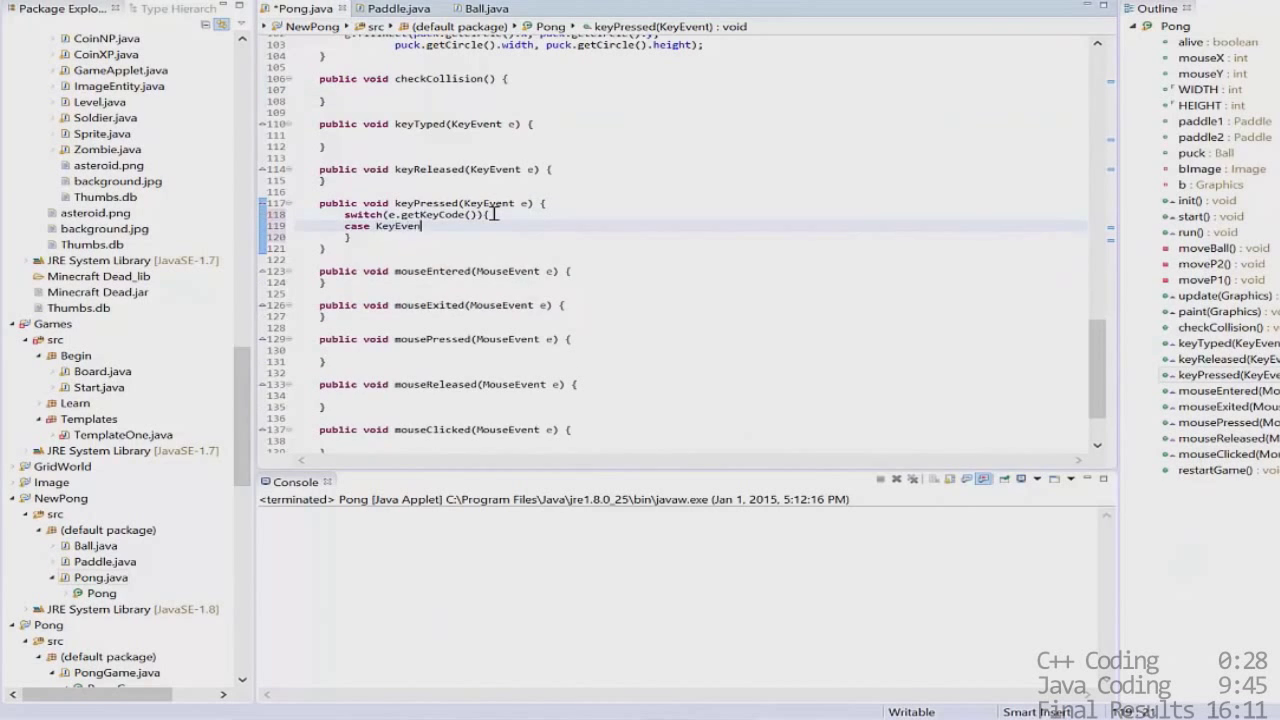 Package Explo...
Type Hierarch
CoinNP.java
CoinXP.java
GameApplet.java
ImageEntity.java
Level.java
Soldier.java
Sprite.java
Zombie.java
asteroid.png
background.jpg
Thumbs.db
asteroid.png
background.jpg
Thumbs.db
JRE System Library [JavaSE-1.7]
Minecraft Dead_lib
Minecraft Dead.jar
Thumbs.db
Games
src
Begin
Board.java
Start.java
Learn
Templates
TemplateOne.java
JRE System Library [JavaSE-1.7]
GridWorld
Image
NewPong
src
(default package)
Ball.java
Paddle.java
Pong.java
Pong
JRE System Library [JavaSE-1.8]
Pong
src
(default package)
PongGame.java
*Pong.java
Paddle.java
Ball.java
NewPong src (default package) Pong keyPressed(KeyEvent) : void
103 puck.getCircle().width, puck.getCircle().height);
104 }
105
106 public void checkCollision() {
107
108 }
109
110 public void keyTyped(KeyEvent e) {
111
112 }
113
114 public void keyReleased(KeyEvent e) {
115 }
116
117 public void keyPressed(KeyEvent e) {
118 switch(e.getKeyCode()){
119 case KeyEven
120 }
121 }
122
123 public void mouseEntered(MouseEvent e) {
124 }
125
126 public void mouseExited(MouseEvent e) {
127 }
128
129 public void mousePressed(MouseEvent e) {
130
131 }
132
133 public void mouseReleased(MouseEvent e) {
134
135 }
136
137 public void mouseClicked(MouseEvent e) {
138
Console
<terminated> Pong [Java Applet] C:\Program Files\Java\jre1.8.0_25\bin\javaw.exe (Jan 1, 2015, 5:12:16 PM)
Outline
Pong
alive : boolean
mouseX : int
mouseY : int
WIDTH : int
HEIGHT : int
paddle1 : Paddle
paddle2 : Paddle
puck : Ball
bImage : Image
b : Graphics
init() : void
start() : void
run() : void
moveBall() : void
moveP2() : void
moveP1() : void
update(Graphics)
paint(Graphics) : vo
checkCollision() : v
keyTyped(KeyEvent
keyReleased(KeyEv
keyPressed(KeyEve
mouseEntered(Mo
mouseExited(Mous
mousePressed(Mo
mouseReleased(Mo
mouseClicked(Mou
restartGame() : voi
C++ Coding 0:28
Java Coding 9:45
Final Results 16:11
Writable
Smart Insert